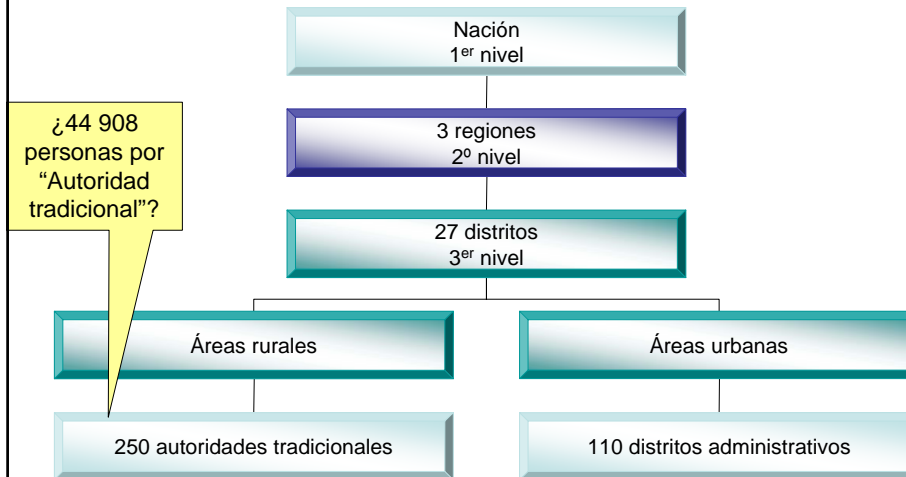 Nación
1er nivel
¿44 908
personas por
“Autoridad
tradicional”?
3 regiones
2º nivel
27 distritos
3er nivel
Áreas rurales
Áreas urbanas
250 autoridades tradicionales
110 distritos administrativos